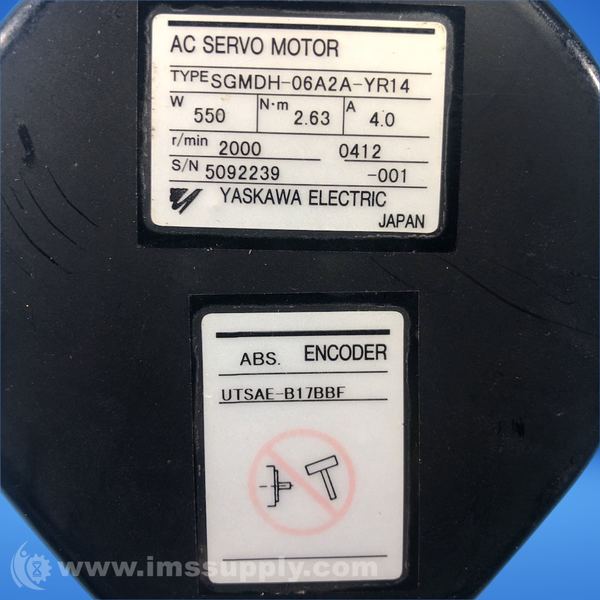 AC SERVO MOTOR
TYPE SGMDH-06A2A-YR14
W 550 N·m 2.63 A 4.0
r/min 2000 0412
S/N 5092239 -001
YASKAWA ELECTRIC
JAPAN
ABS. ENCODER
UTSAE-B17BBF
www.imssupply.com